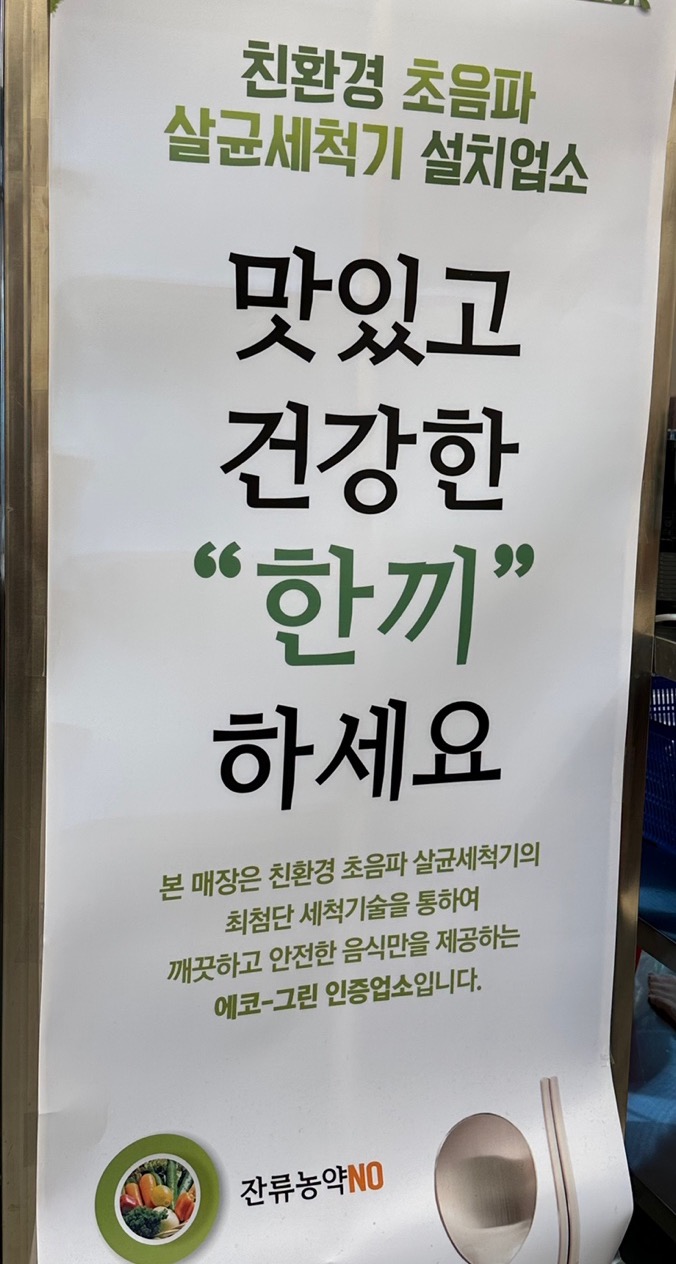 친환경 초음파
살균세척기 설치업소
맛있고
건강한
“한끼”
하세요
본 매장은 친환경 초음파 살균세척기의
최첨단 세척기술을 통하여
깨끗하고 안전한 음식만을 제공하는
에코-그린 인증업소입니다.
잔류농약NO